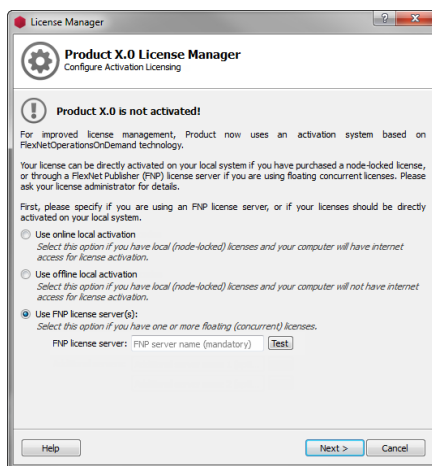 License Manager
Product X.0 License Manager
Configure Activation Licensing
Product X.0 is not activated!
For improved license management, Product now uses an activation system based on
FlexNetOperationsOnDemand technology.
Your license can be directly activated on your local system if you have purchased a node-locked license,
or through a FlexNet Publisher (FNP) license server if you are using floating concurrent licenses. Please
ask your license administrator for details.
First, please specify if you are using an FNP license server, or if your licenses should be directly
activated on your local system.
Use online local activation
Select this option if you have local (node-locked) licenses and your computer will have internet
access for license activation.
Use offline local activation
Select this option if you have local (node-locked) licenses and your computer will not have internet
access for license activation.
Use FNP license server(s):
Select this option if you have one or more floating (concurrent) licenses.
FNP license server: FNP server name (mandatory) Test
Help Next > Cancel